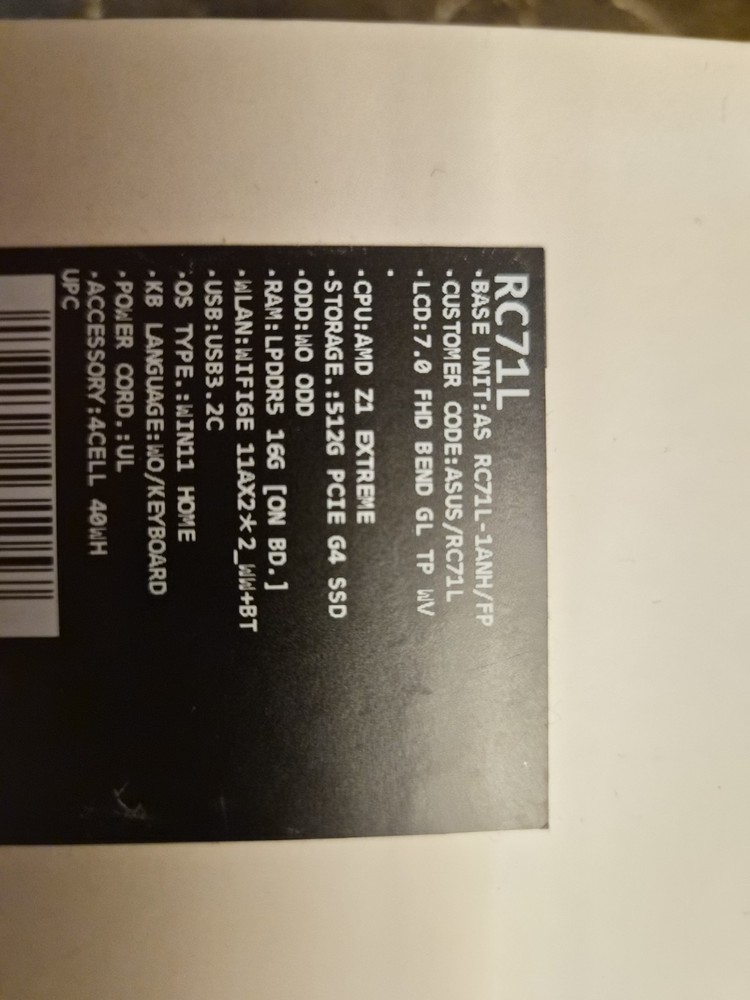 RC71L
·BASE UNIT:AS RC71L-1ANH/FP
·CUSTOMER CODE:ASUS/RC71L
·LCD:7.0 FHD BEND GL TP WV
·
·CPU:AMD Z1 EXTREME
·STORAGE.:512G PCIE G4 SSD
·ODD:WO ODD
·RAM:LPDDR5 16G [ON BD.]
·WLAN:WIFI6E 11AX2*2_WW+BT
·USB:USB3.2C
·OS TYPE.:WIN11 HOME
·KB LANGUAGE:WO/KEYBOARD
·POWER CORD.:UL
·ACCESSORY:4CELL 40WH
UPC